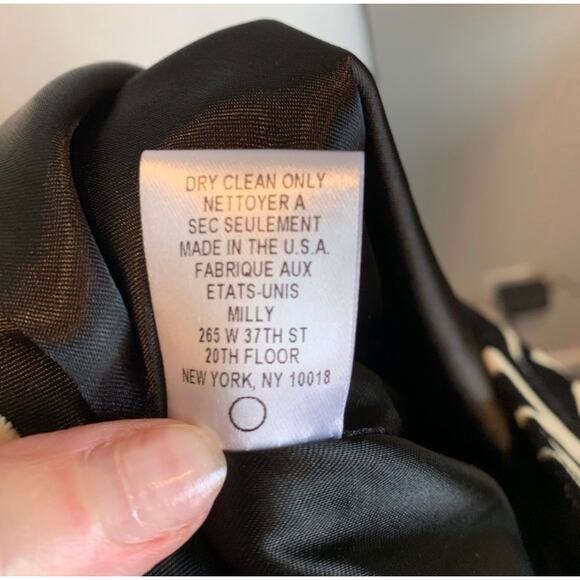 DRY CLEAN ONLY
NETTOYER A
SEC SEULEMENT
MADE IN THE U.S.A.
FABRIQUE AUX
ETATS-UNIS
MILLY
265 W 37TH ST
20TH FLOOR
NEW YORK, NY 10018